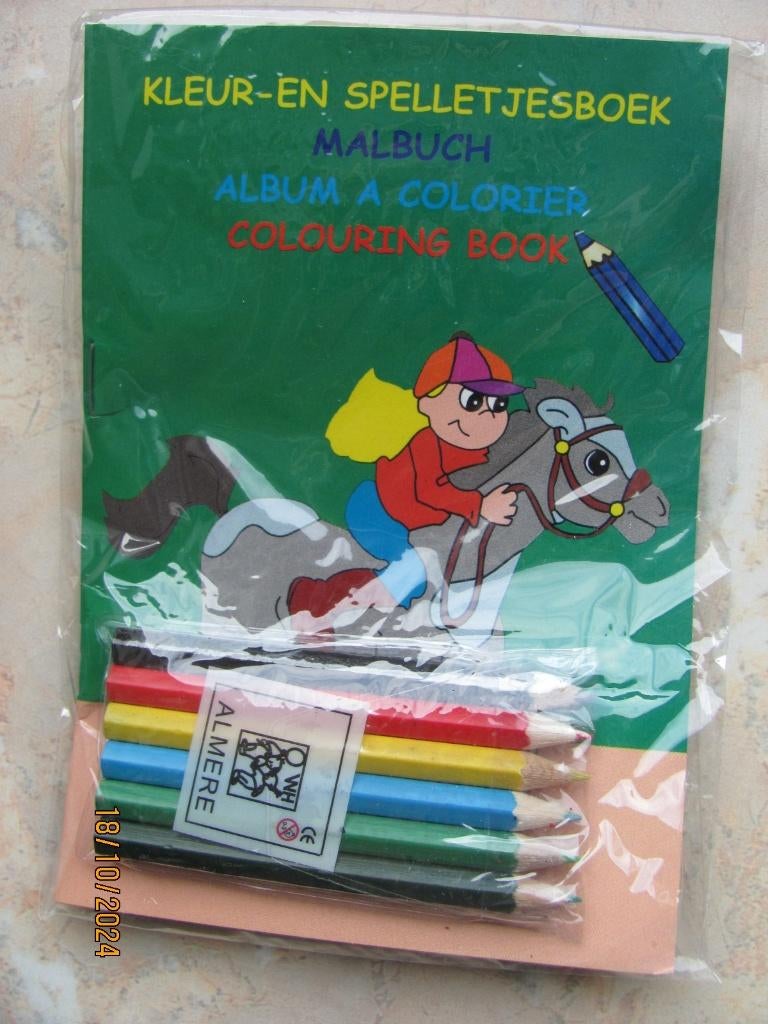 KLEUR-EN SPELLETJESBOEK
MALBUCH
ALBUM A COLORIER
COLOURING BOOK
ALMERE
WH
CE
18/10/2024